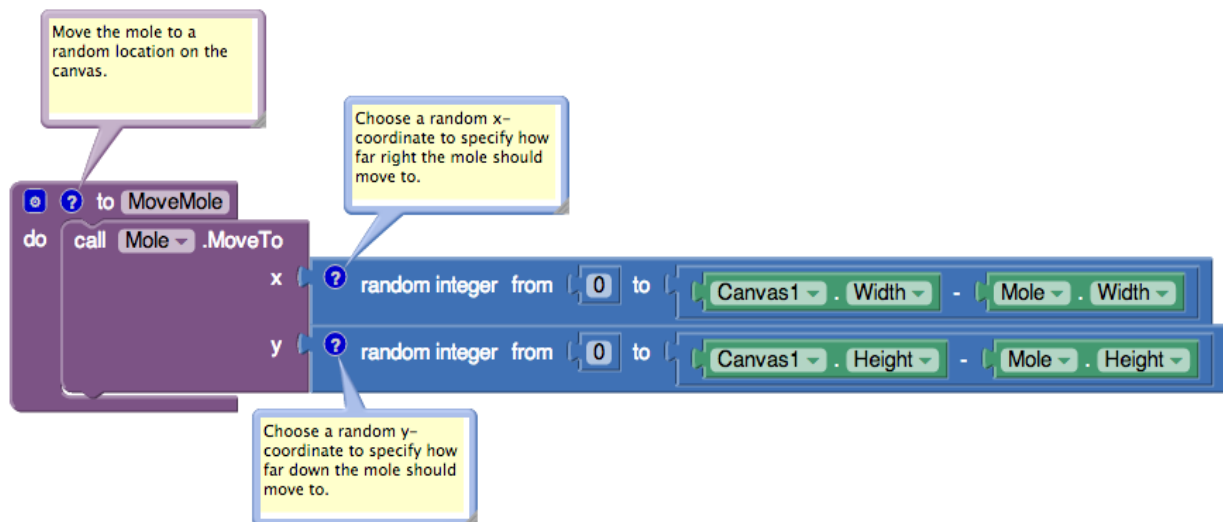 Move the mole to a
random location on the
canvas.
Choose a random x-
coordinate to specify how
far right the mole should
move to.
? to MoveMole
do call Mole .MoveTo
x ? random integer from 0 to Canvas1 . Width - Mole . Width
y ? random integer from 0 to Canvas1 . Height - Mole . Height
Choose a random y-
coordinate to specify how
far down the mole should
move to.